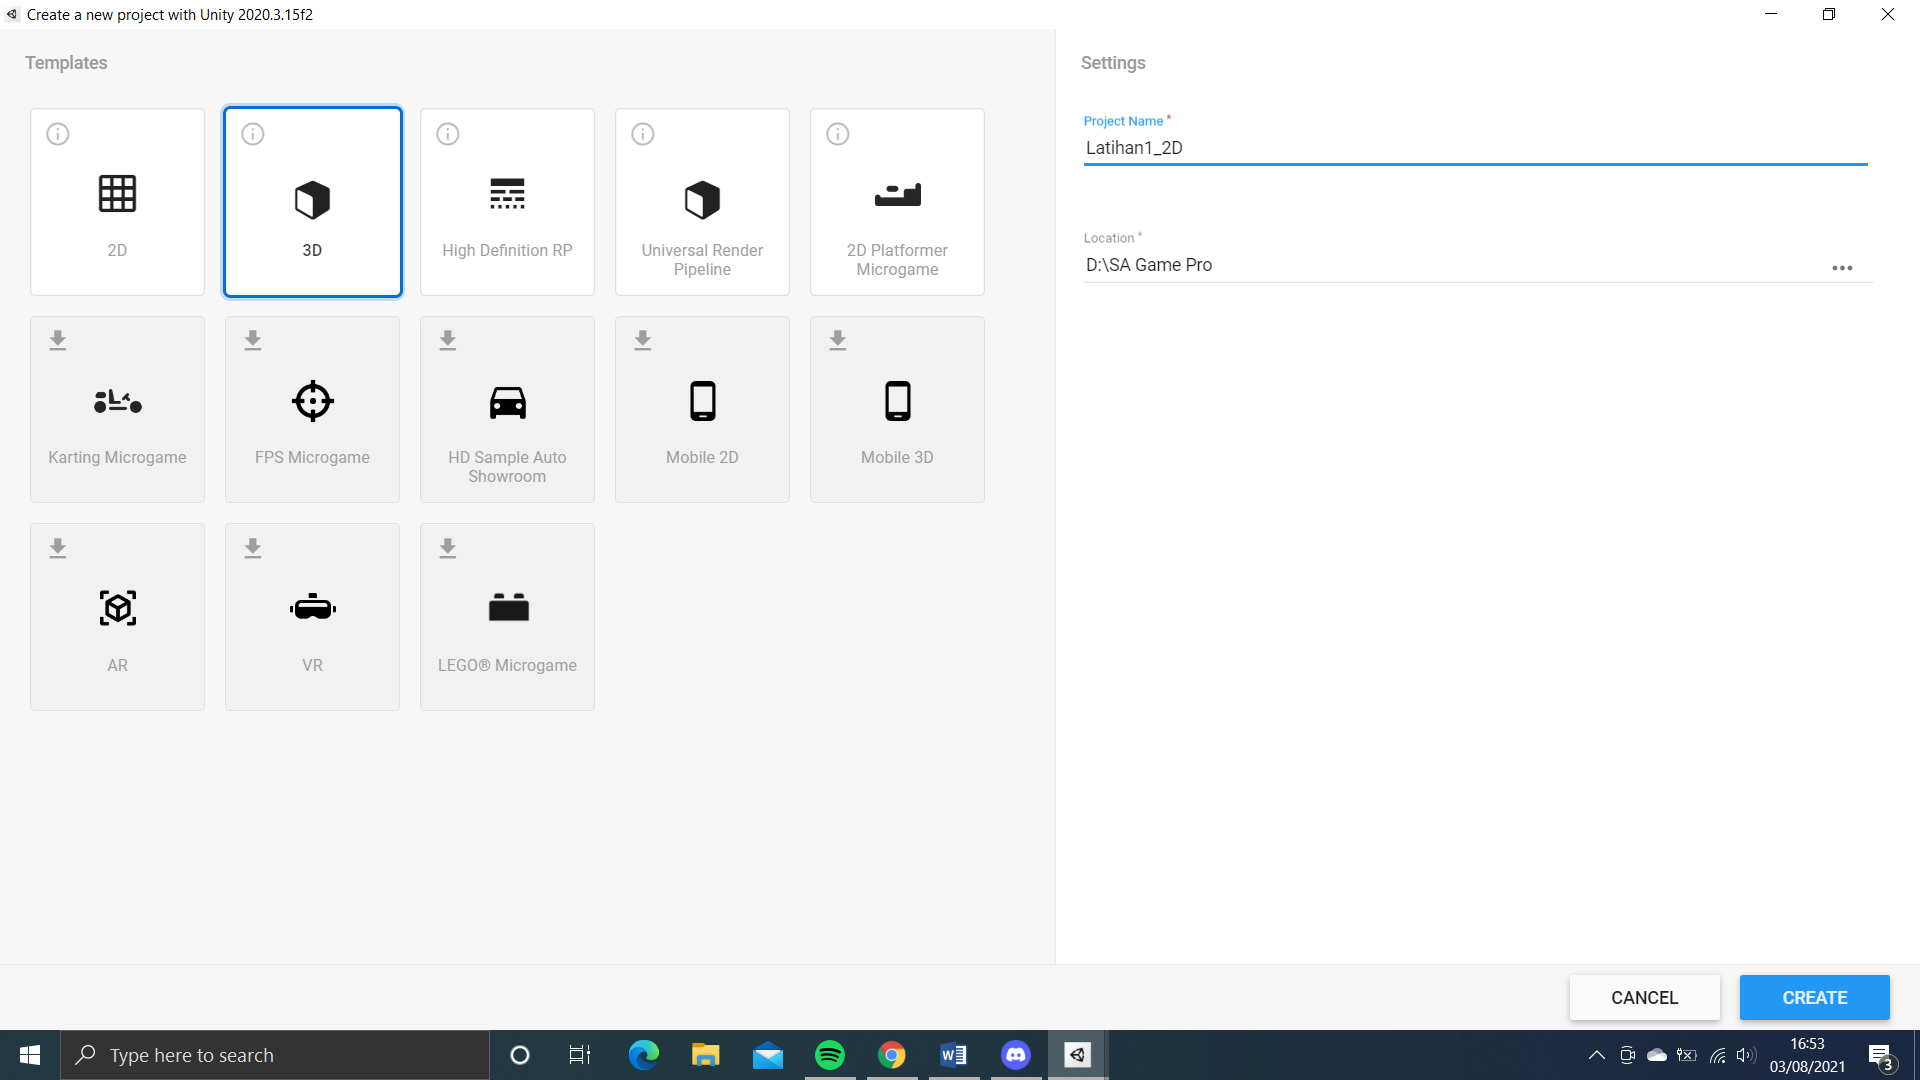 Create a new project with Unity 2020.3.15f2
Templates
2D
3D
High Definition RP
Universal Render
Pipeline
2D Platformer
Microgame
Karting Microgame
FPS Microgame
HD Sample Auto
Showroom
Mobile 2D
Mobile 3D
AR
VR
LEGO® Microgame
Settings
Project Name *
Latihan1_2D
Location *
D:\SA Game Pro
CANCEL
CREATE
Type here to search
16:53
03/08/2021
3